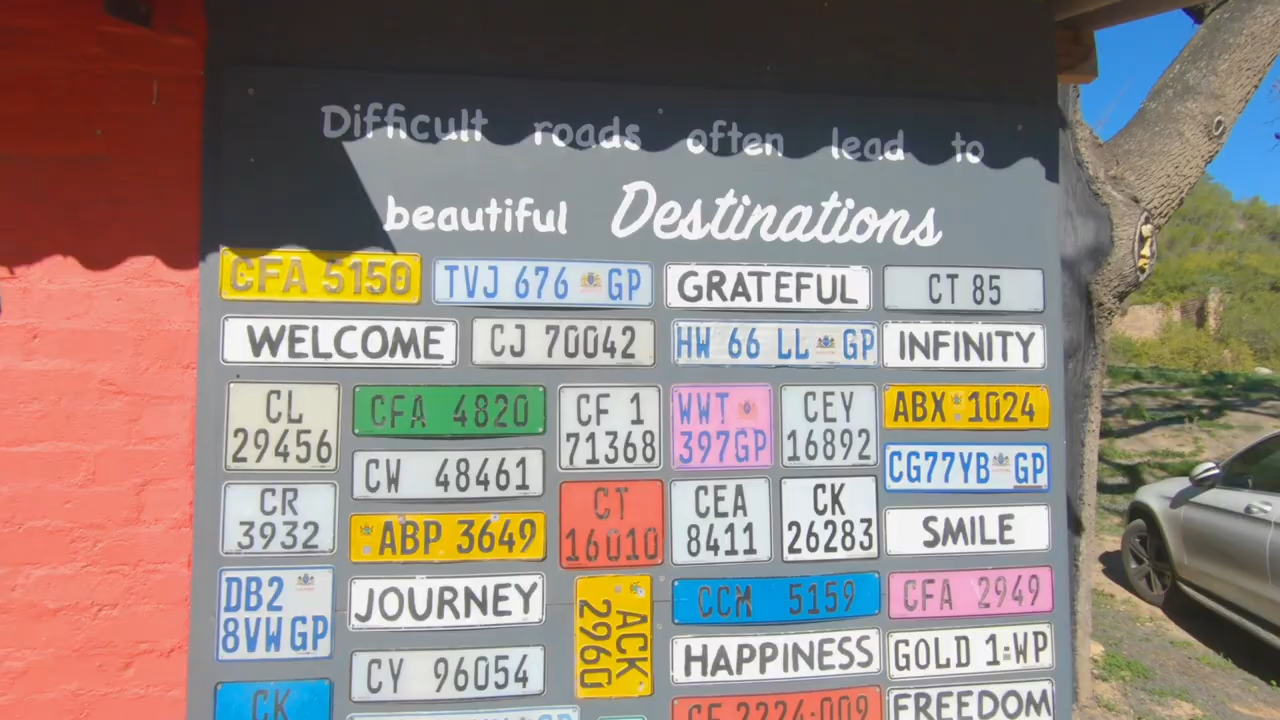 Difficult roads often lead to
beautiful Destinations
CFA 5150
TVJ 676 GP
GRATEFUL
CT 85
WELCOME
CJ 70042
HW 66 LL GP
INFINITY
CL
29456
CFA 4820
CF 1
71368
WWT
397GP
CEY
16892
ABX 1024
CW 48461
CG77YB GP
CR
3932
CT
16010
CEA
8411
CK
26283
ABP 3649
SMILE
DB2
8VW GP
JOURNEY
ACK
2960
CCM 5159
CFA 2949
HAPPINESS
GOLD 1 WP
CY 96054
CK
FREEDOM